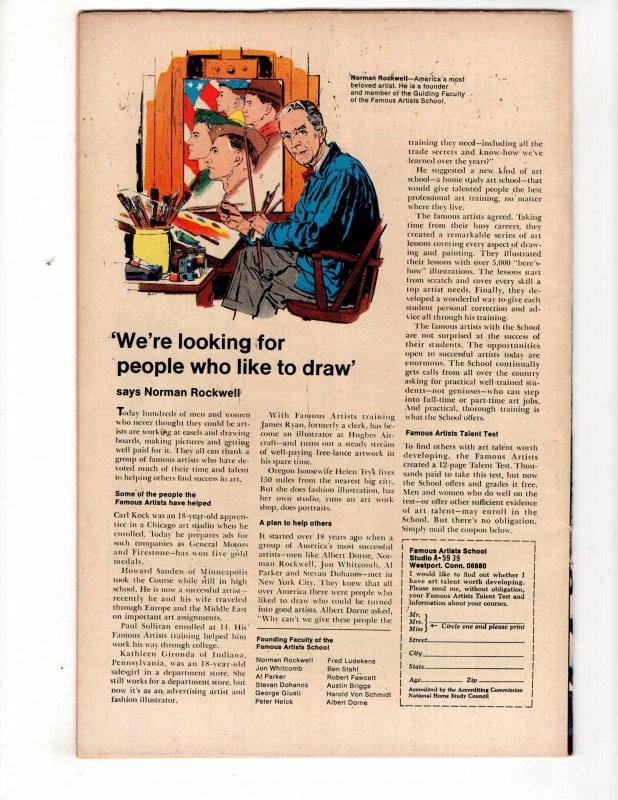 Norman Rockwell—America's most
beloved artist. He is a founder
and member of the Guiding Faculty
of the Famous Artists School.
'We're looking for
people who like to draw'
says Norman Rockwell
Today hundreds of men and women
who never thought they could be art-
ists are working at easels and drawing
boards, making pictures and getting
well paid for it. They all can thank a
group of famous artists who have de-
voted much of their time and talent
to helping others find success in art.
Some of the people the
Famous Artists have helped
Carl Kock was an 18-year-old appren-
tice in a Chicago art studio when he
enrolled. Today he prepares ads for
such companies as General Motors
and Firestone—has won five gold
medals.
Howard Sanden of Minneapolis
took the Course while still in high
school. He is now a successful artist—
recently he and his wife traveled
through Europe and the Middle East
on important art assignments.
Paul Sullivan enrolled at 14. His
Famous Artists training helped him
work his way through college.
Kathleen Gironda of Indiana,
Pennsylvania, was an 18-year-old
salesgirl in a department store. She
still works for a department store, but
now it's as an advertising artist and
fashion illustrator.
With Famous Artists training
James Ryan, formerly a clerk, has be-
come an illustrator at Hughes Air-
craft—and turns out a steady stream
of well-paying free-lance artwork in
his spare time.
Oregon housewife Helen Tryk lives
150 miles from the nearest big city.
But she does fashion illustration, has
her own studio, runs an art work
shop, does portraits.
A plan to help others
It started over 18 years ago when a
group of America's most successful
artists—men like Albert Dorne, Nor-
man Rockwell, Jon Whitcomb, Al
Parker and Stevan Dohanos—met in
New York City. They knew that all
over America there were people who
liked to draw who could be turned
into good artists. Albert Dorne asked,
"Why can't we give these people the
Founding Faculty of the
Famous Artists School
Norman Rockwell
Jon Whitcomb
Al Parker
Stevan Dohanos
George Giusti
Peter Helck
Fred Ludekens
Ben Stahl
Robert Fawcett
Austin Briggs
Harold Von Schmidt
Albert Dorne
training they need—including all the
trade secrets and know-how we've
learned over the years?"
He suggested a new kind of art
school—a home study art school—that
would give talented people the best
professional art training, no matter
where they live.
The famous artists agreed. Taking
time from their busy careers, they
created a remarkable series of art
lessons covering every aspect of draw-
ing and painting. They illustrated
their lessons with over 5,000 "here's-
how" illustrations. The lessons start
from scratch and cover every skill a
top artist needs. Finally, they de-
veloped a wonderful way to give each
student personal correction and ad-
vice all through his training.
The famous artists with the School
are not surprised at the success of
their students. The opportunities
open to successful artists today are
enormous. The School continually
gets calls from all over the country
asking for practical well-trained stu-
dents—not geniuses—who can step
into full-time or part-time art jobs.
And practical, thorough training is
what the School offers.
Famous Artists Talent Test
To find others with art talent worth
developing, the Famous Artists
created a 12-page Talent Test. Thou-
sands paid to take this test, but now
the School offers and grades it free.
Men and women who do well on the
test—or offer other sufficient evidence
of art talent—may enroll in the
School. But there's no obligation.
Simply mail the coupon below.
Famous Artists School
Studio A-5939
Westport, Conn. 06880
I would like to find out whether I
have art talent worth developing.
Please send me, without obligation,
your Famous Artists Talent Test and
information about your courses.
Mr.
Mrs. ← Circle one and please print
Miss
Street
City
State
Age Zip
Accredited by the Accrediting Commission
National Home Study Council